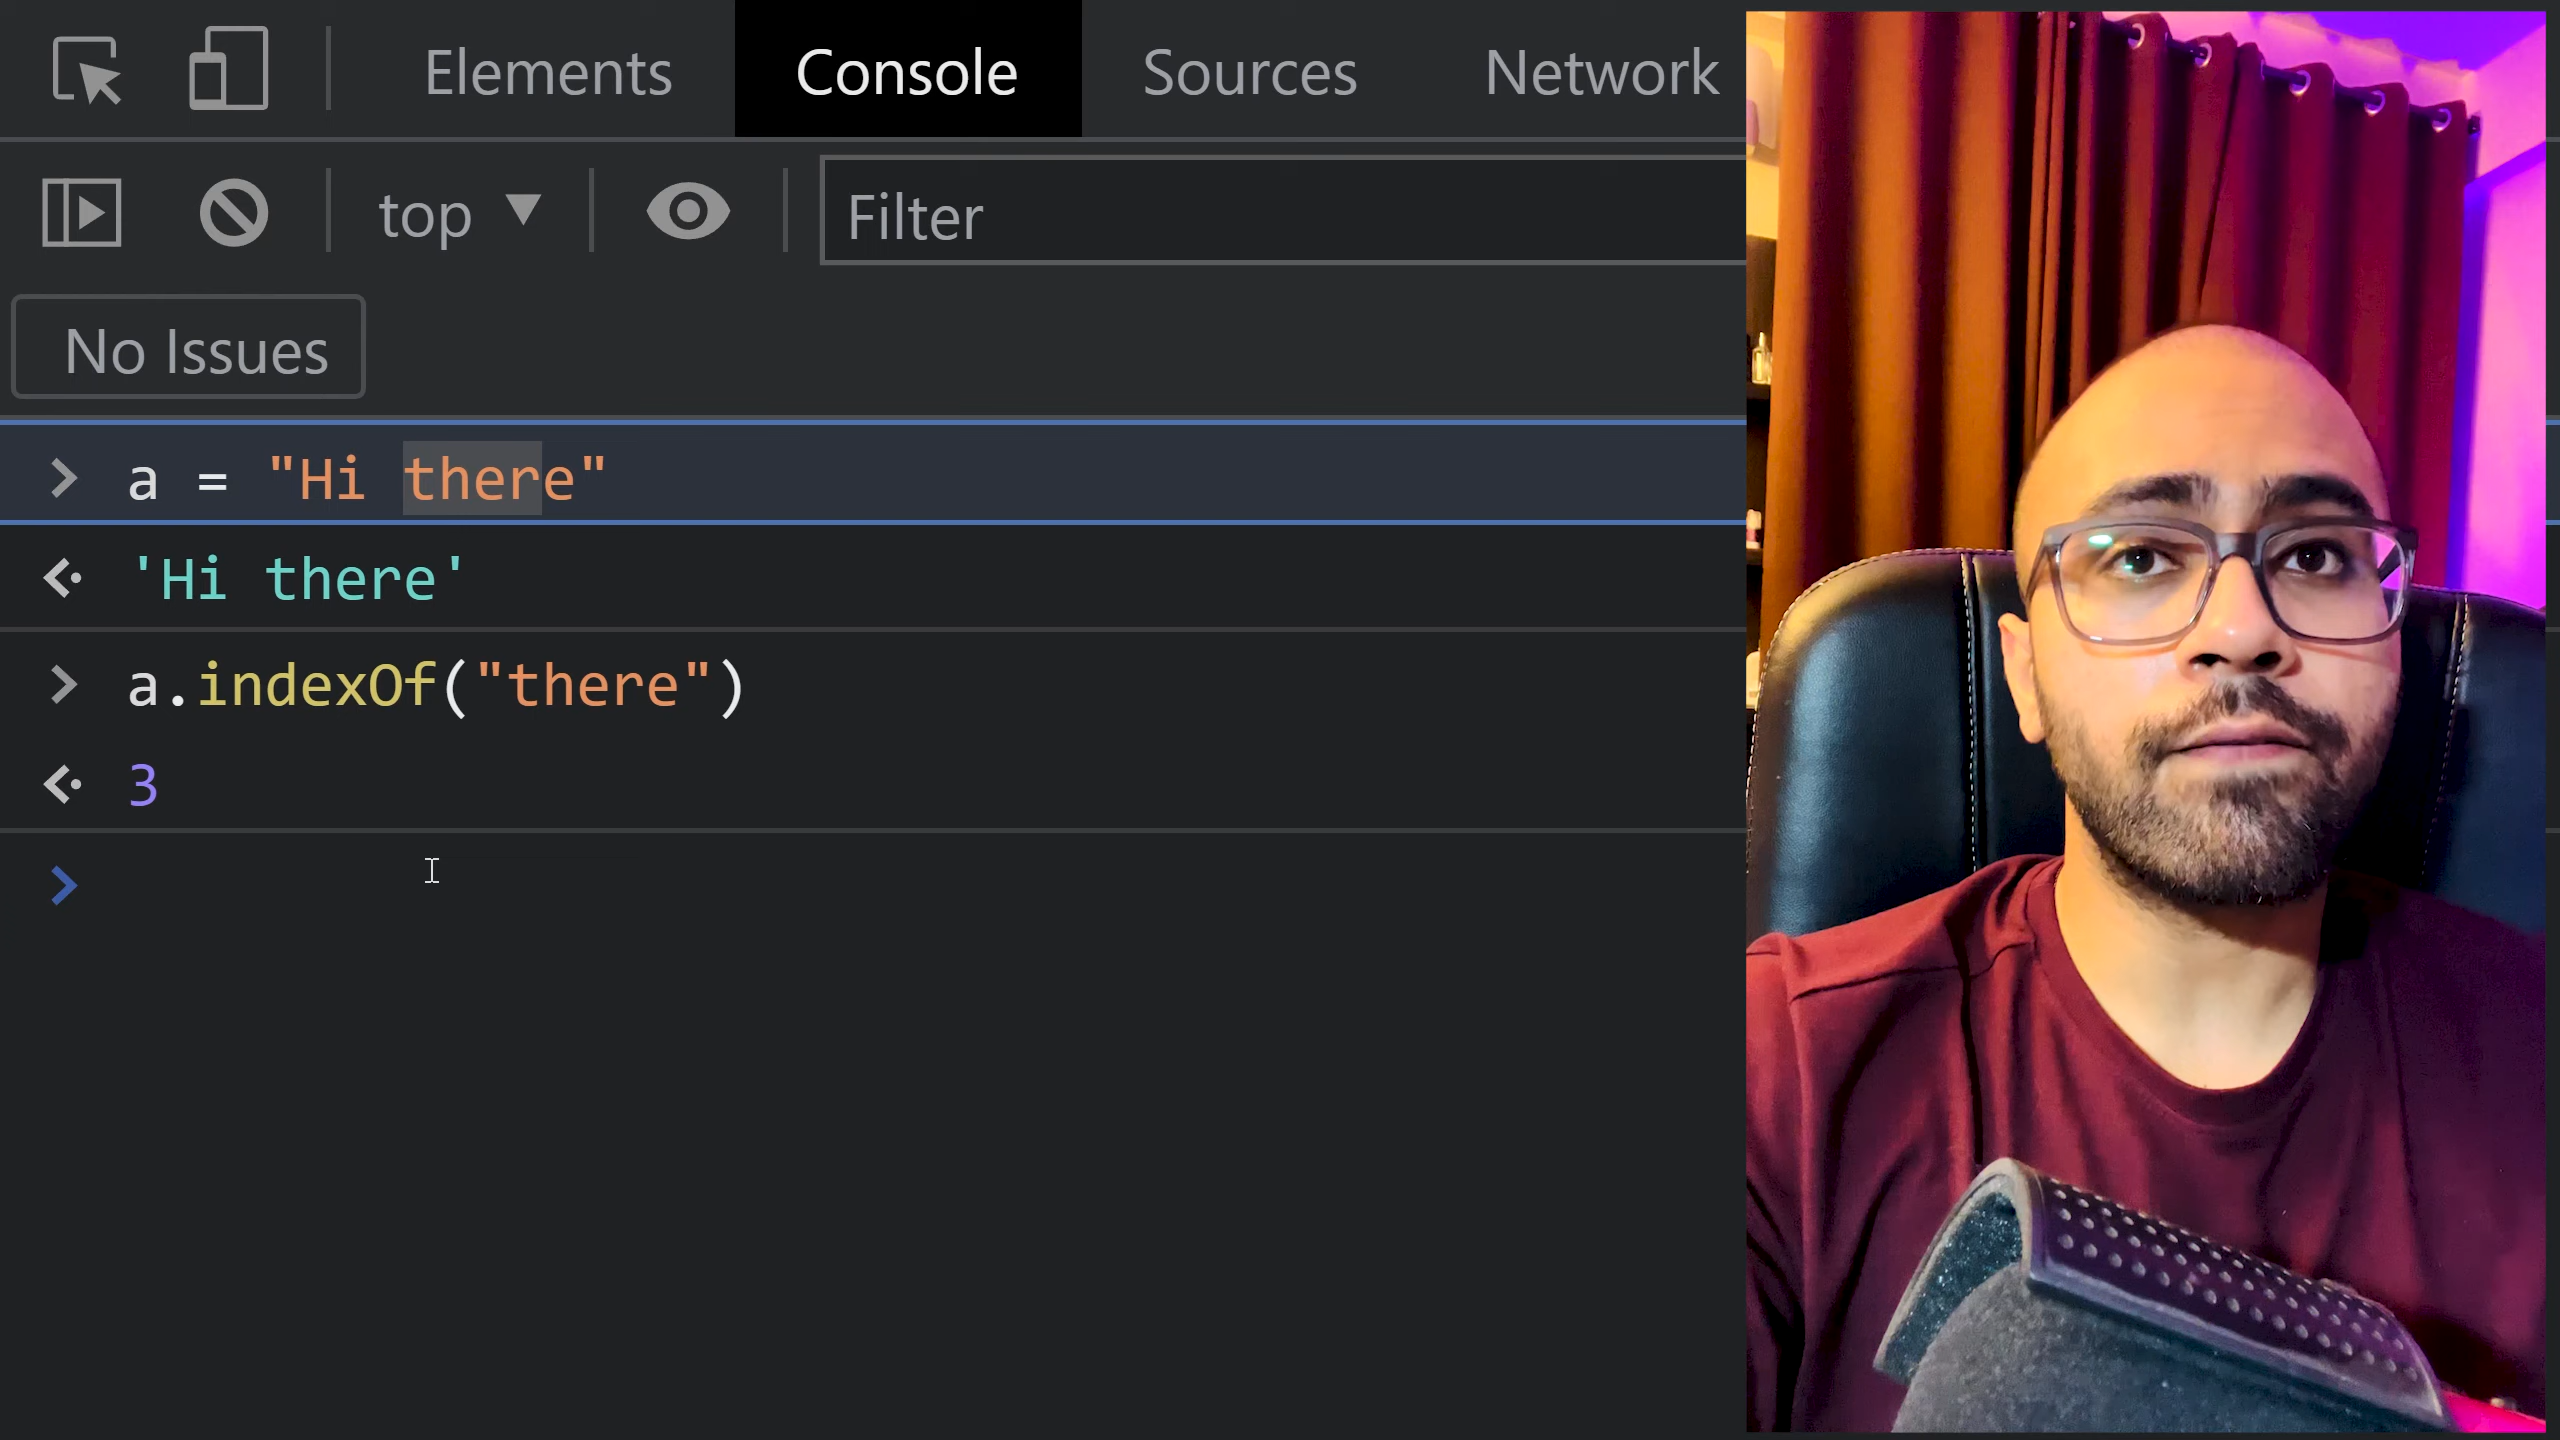 Elements Console Sources Network
top Filter
No Issues
> a = "Hi there"
'Hi there'
> a.indexOf("there")
3
>